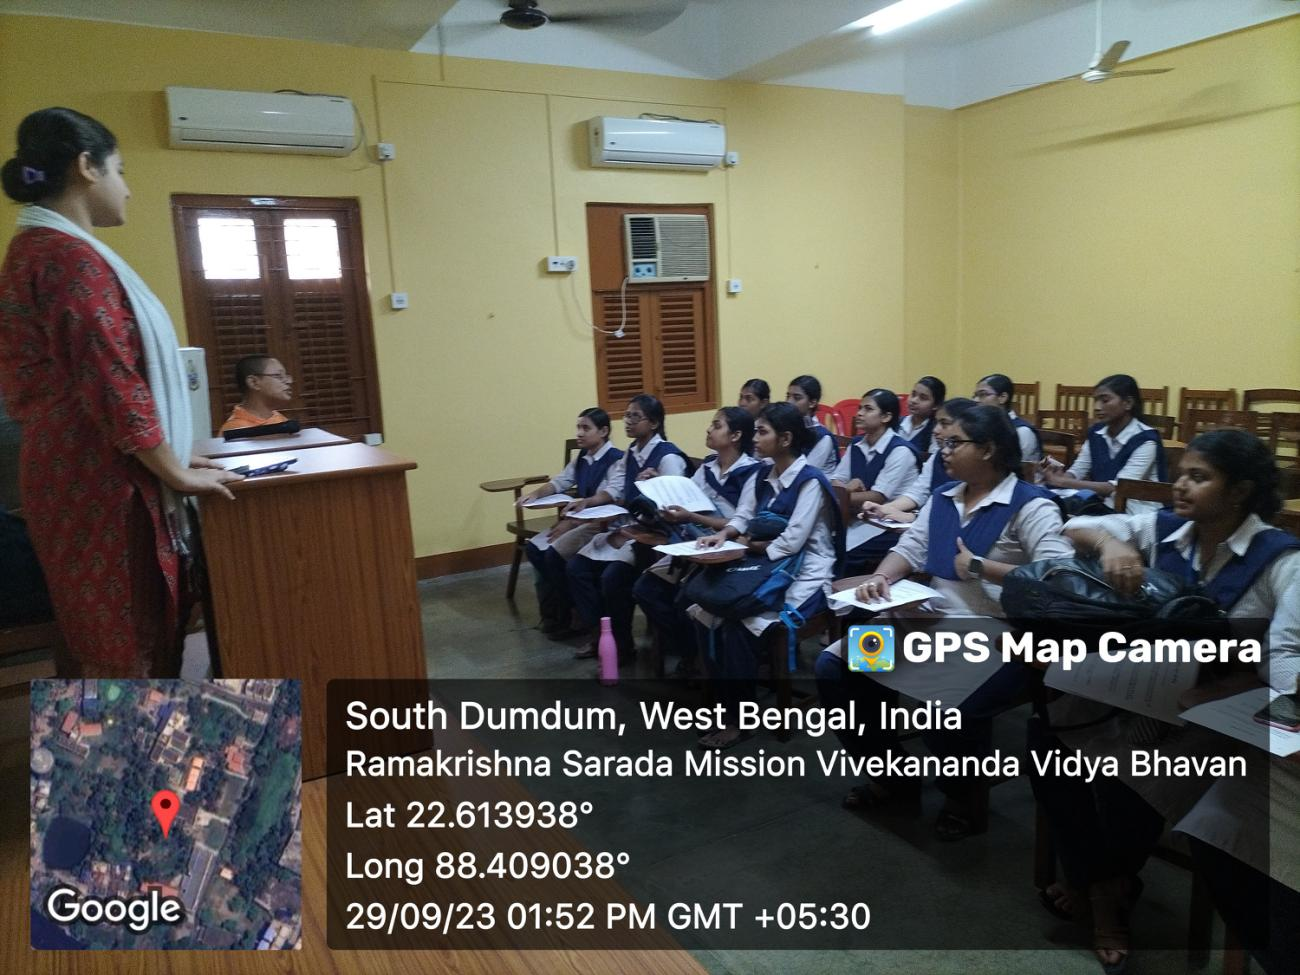 GPS Map Camera
South Dumdum, West Bengal, India
Ramakrishna Sarada Mission Vivekananda Vidya Bhavan
Lat 22.613938°
Long 88.409038°
29/09/23 01:52 PM GMT +05:30
Google